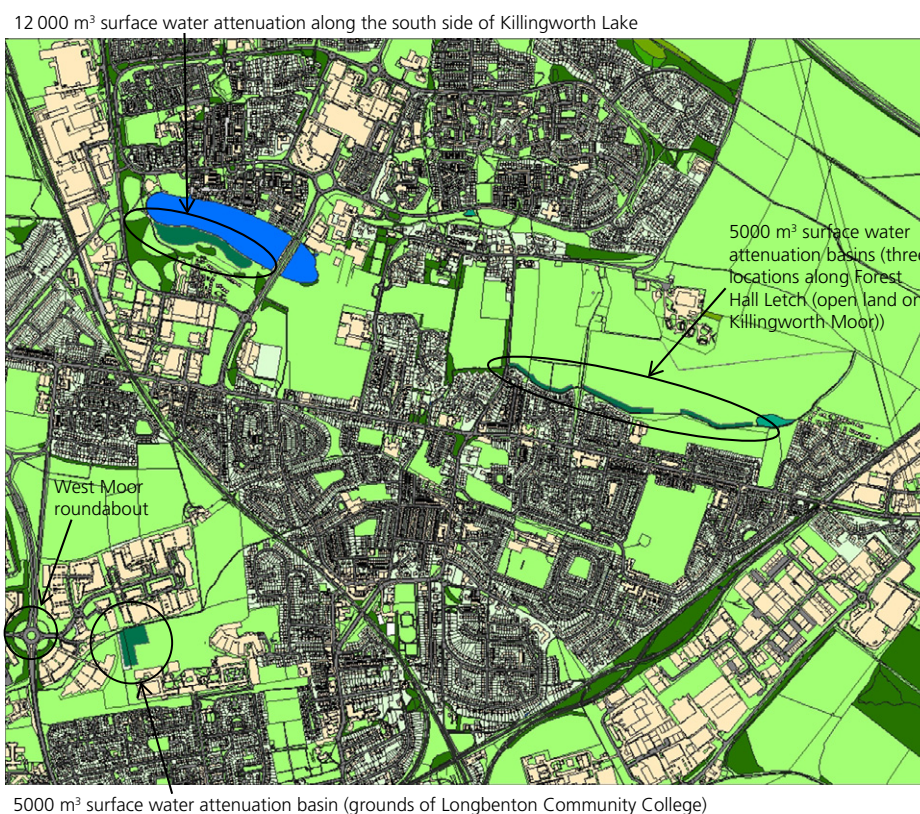 12 000 m³ surface water attenuation along the south side of Killingworth Lake
5000 m³ surface water
attenuation basins (three
locations along Forest
Hall Letch (open land on
Killingworth Moor))
West Moor
roundabout
5000 m³ surface water attenuation basin (grounds of Longbenton Community College)